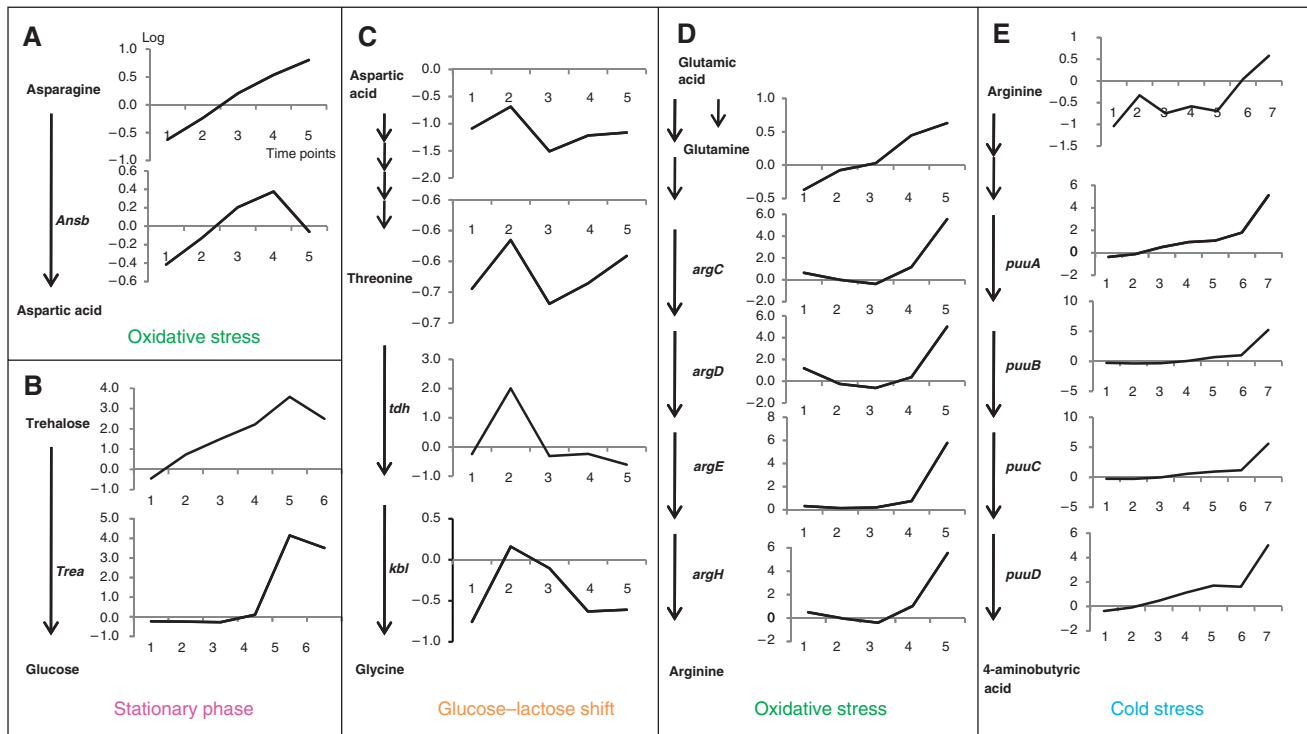 A
Log
1.0
0.5
0.0
−0.5
−1.0
1 2 3 4 5
Time points
Asparagine
0.6
0.4
0.2
0.0
−0.2
−0.4
−0.6
1 2 3 4 5
Ansb
Aspartic acid
Oxidative stress
B
4.0
3.0
2.0
1.0
0.0
−1.0
1 2 3 4 5 6
Trehalose
5.0
4.0
3.0
2.0
1.0
0.0
−1.0
1 2 3 4 5 6
Trea
Glucose
Stationary phase
C
Aspartic
acid
0.0
−0.5
−1.0
−1.5
−2.0
1 2 3 4 5
−0.6
−0.6
−0.6
−0.7
−0.7
1 2 3 4 5
Threonine
3.0
2.0
1.0
0.0
−1.0
1 2 3 4 5
tdh
0.5
0.0
−0.5
−1.0
1 2 3 4 5
kbl
Glycine
Glucose–lactose shift
D
Glutamic
acid
Glutamine
1.0
0.5
0.0
−0.5
1 2 3 4 5
6.0
4.0
2.0
0.0
−2.0
1 2 3 4 5
argC
6.0
4.0
2.0
0.0
−2.0
1 2 3 4 5
argD
8
6
4
2
0
1 2 3 4 5
argE
6
4
2
0
−2
1 2 3 4 5
argH
Arginine
Oxidative stress
E
Arginine
1
0.5
0
−0.5
−1
−1.5
1 2 3 4 5 6 7
6
4
2
0
−2
1 2 3 4 5 6 7
puuA
10
5
0
−5
1 2 3 4 5 6 7
puuB
10
5
0
−5
1 2 3 4 5 6 7
puuC
6
4
2
0
−2
1 2 3 4 5 6 7
puuD
4-aminobutyric
acid
Cold stress